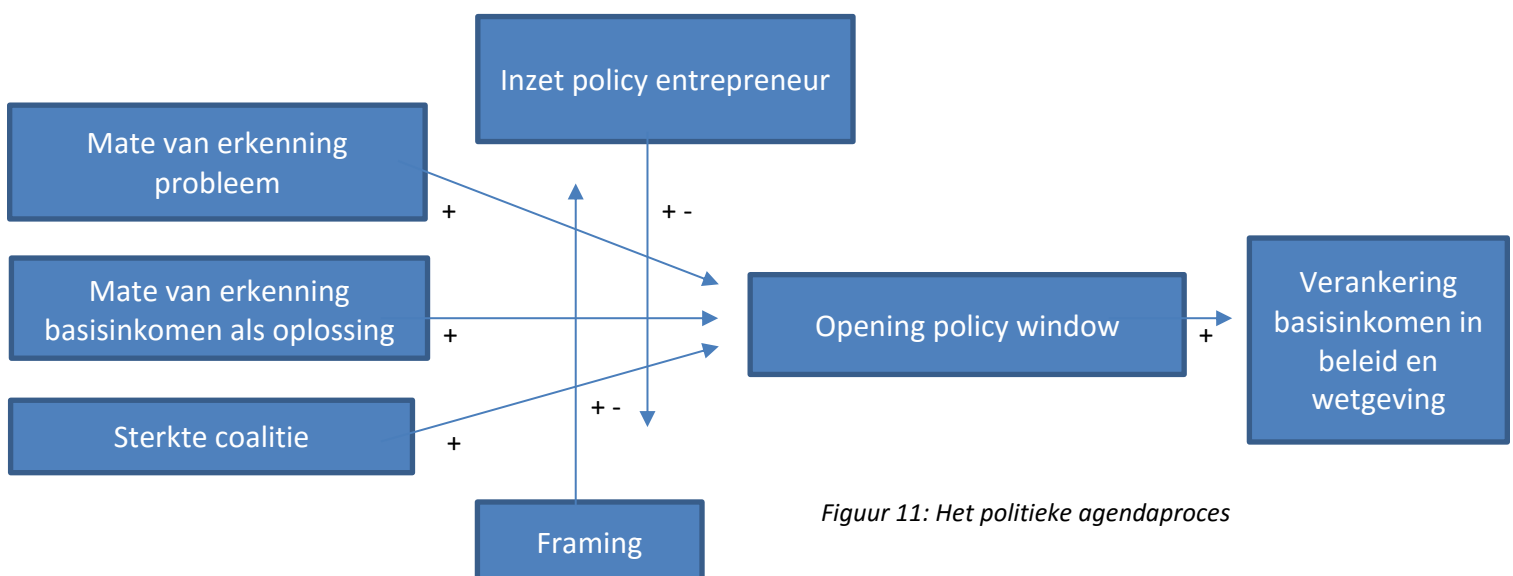 Inzet policy entrepreneur
Mate van erkenning
probleem
+
+ -
Mate van erkenning
basisinkomen als oplossing
+
Opening policy window
+
Verankering
basisinkomen in
beleid en
wetgeving
+ -
Sterkte coalitie
+
Framing
Figuur 11: Het politieke agendaproces